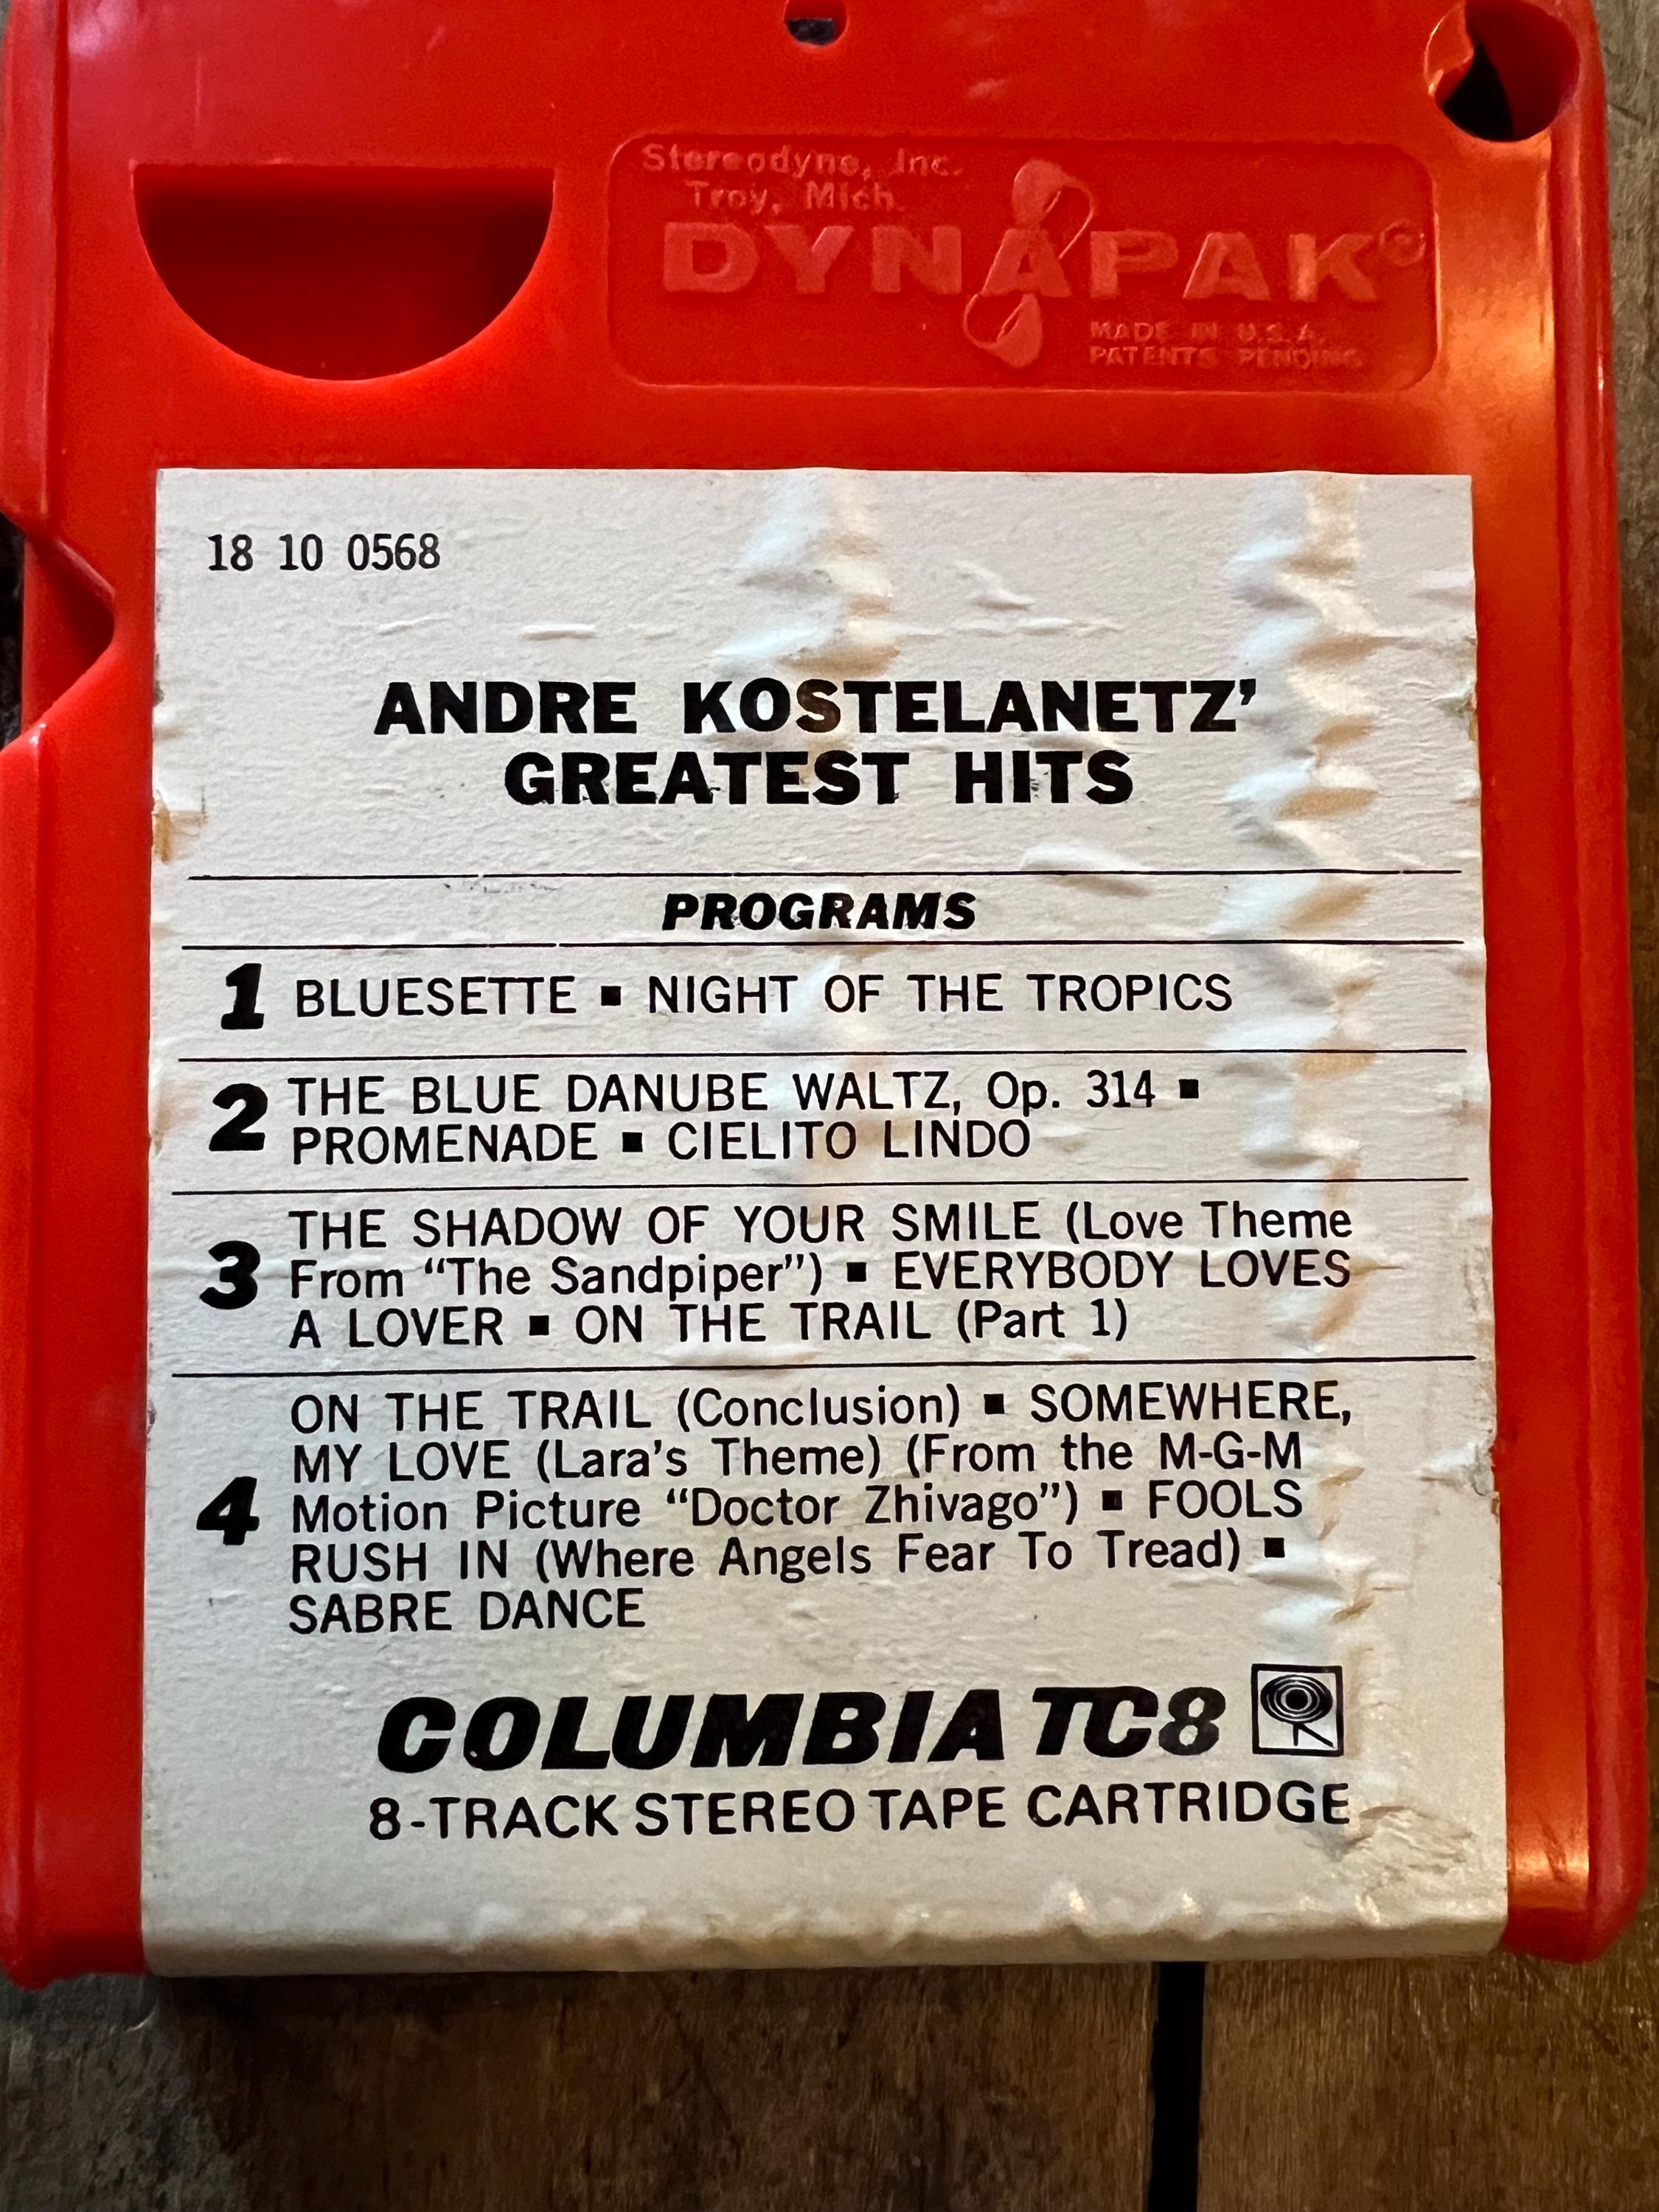 Stereodyne, Inc.
Troy, Mich.
DYNAPAK®
MADE IN U.S.A.
PATENTS PENDING
18 10 0568
ANDRE KOSTELANETZ'
GREATEST HITS
PROGRAMS
1 BLUESETTE ▪ NIGHT OF THE TROPICS
2 THE BLUE DANUBE WALTZ, Op. 314 ▪
PROMENADE ▪ CIELITO LINDO
3 THE SHADOW OF YOUR SMILE (Love Theme
From “The Sandpiper”) ▪ EVERYBODY LOVES
A LOVER ▪ ON THE TRAIL (Part 1)
4 ON THE TRAIL (Conclusion) ▪ SOMEWHERE,
MY LOVE (Lara's Theme) (From the M-G-M
Motion Picture “Doctor Zhivago”) ▪ FOOLS
RUSH IN (Where Angels Fear To Tread) ▪
SABRE DANCE
COLUMBIA TC8
8-TRACK STEREO TAPE CARTRIDGE